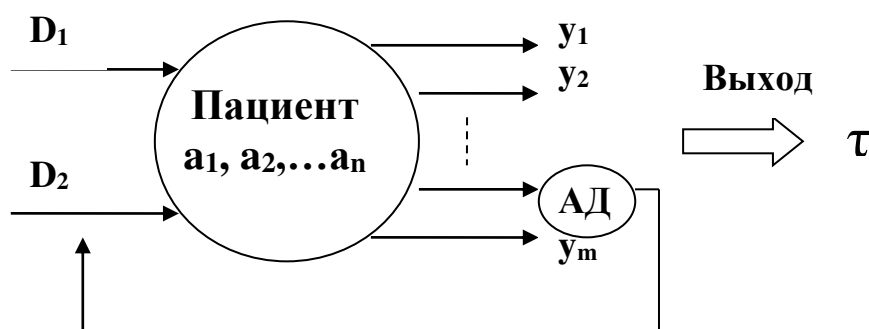 D₁
y₁
y₂
Выход
Пациент
a₁, a₂,…aₙ
τ
D₂
АД
yₘ